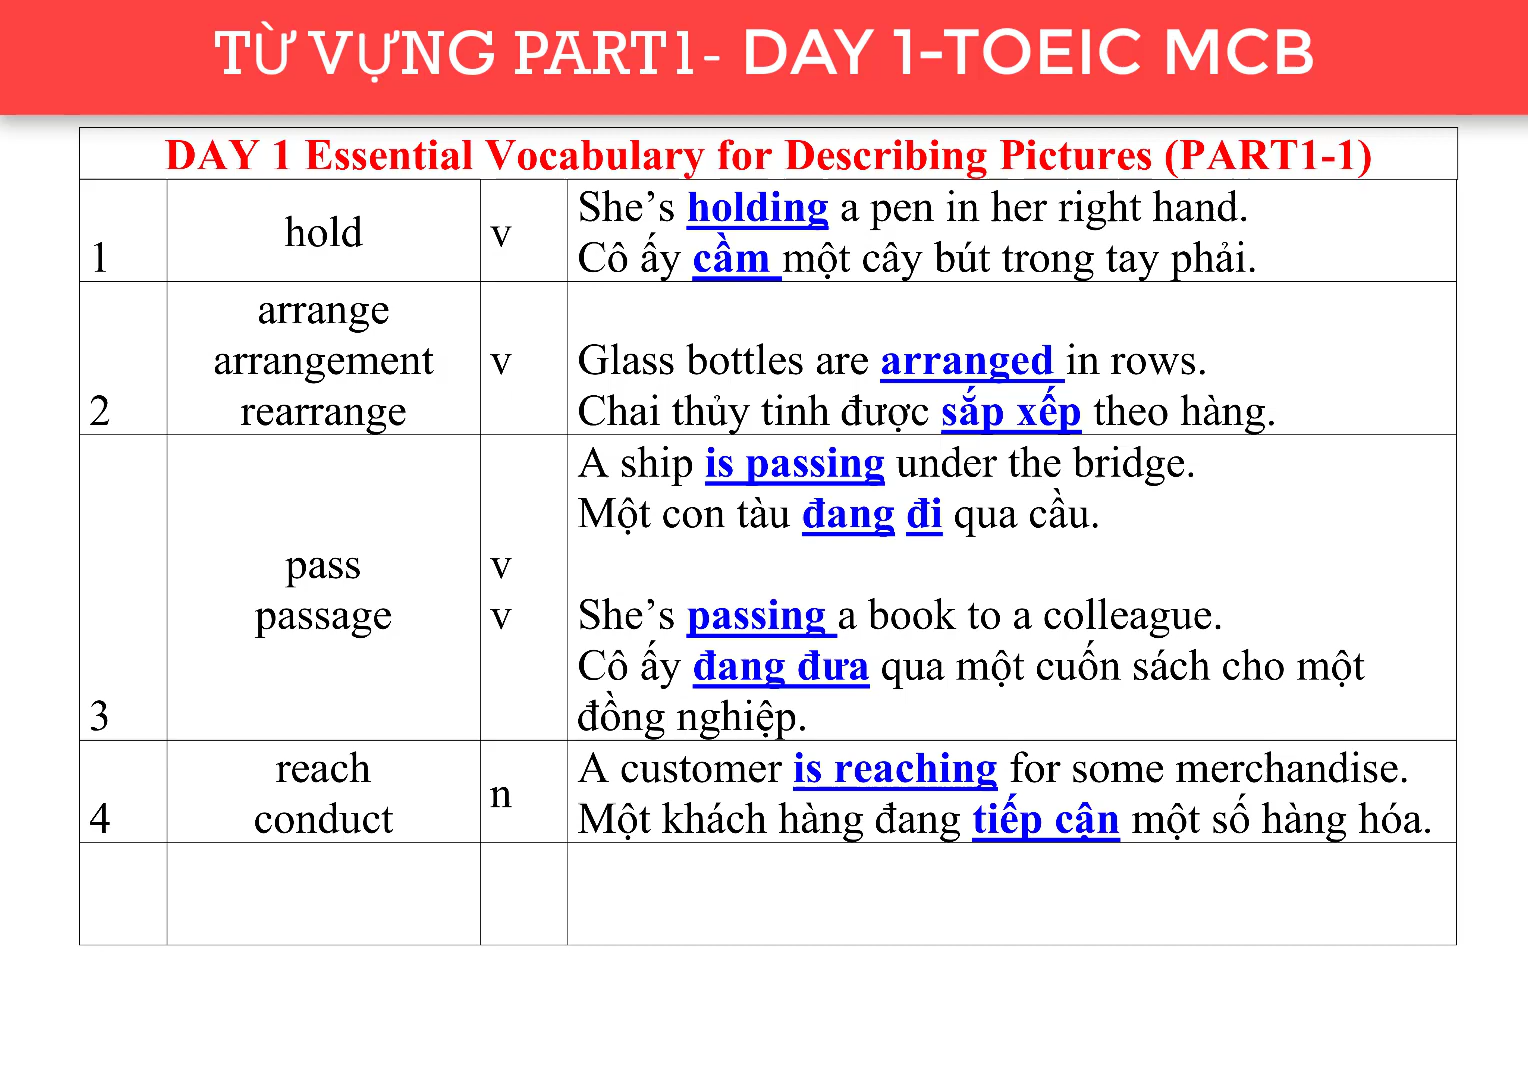 TỪ VỰNG PART1- DAY 1-TOEIC MCB
DAY 1 Essential Vocabulary for Describing Pictures (PART1-1)
1
hold
v
She’s holding a pen in her right hand.
Cô ấy cầm một cây bút trong tay phải.
2
arrange
arrangement
rearrange
v
Glass bottles are arranged in rows.
Chai thủy tinh được sắp xếp theo hàng.
3
pass
passage
v
v
A ship is passing under the bridge.
Một con tàu đang đi qua cầu.
She’s passing a book to a colleague.
Cô ấy đang đưa qua một cuốn sách cho một
đồng nghiệp.
4
reach
conduct
n
A customer is reaching for some merchandise.
Một khách hàng đang tiếp cận một số hàng hóa.